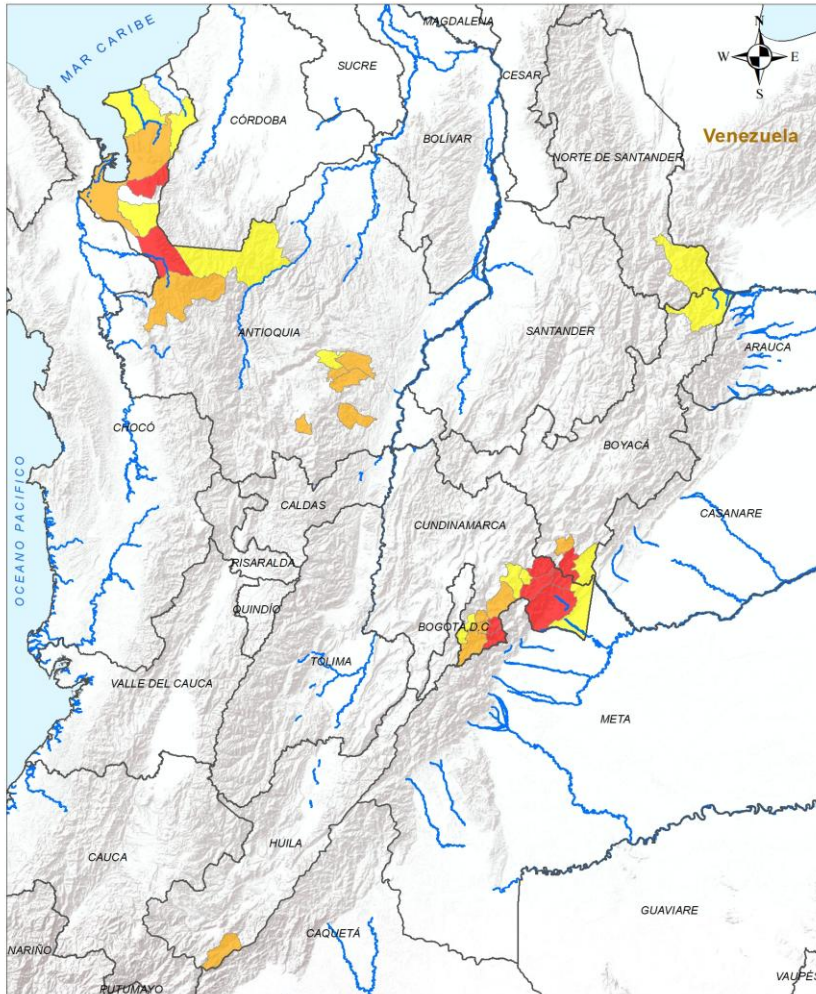 MAGDALENA
MAR CARIBE
N
W E
S
SUCRE
CESAR
CÓRDOBA
BOLÍVAR
Venezuela
NORTE DE SANTANDER
ANTIOQUIA
SANTANDER
ARAUCA
CHOCÓ
BOYACÁ
OCEANO PACIFICO
CALDAS
CUNDINAMARCA
CASANARE
RISARALDA
QUINDÍO
BOGOTÁ D.C
TOLIMA
VALLE DEL CAUCA
META
HUILA
CAUCA
GUAVIARE
CAQUETÁ
NARIÑO
PUTUMAYO
VAUPÉS